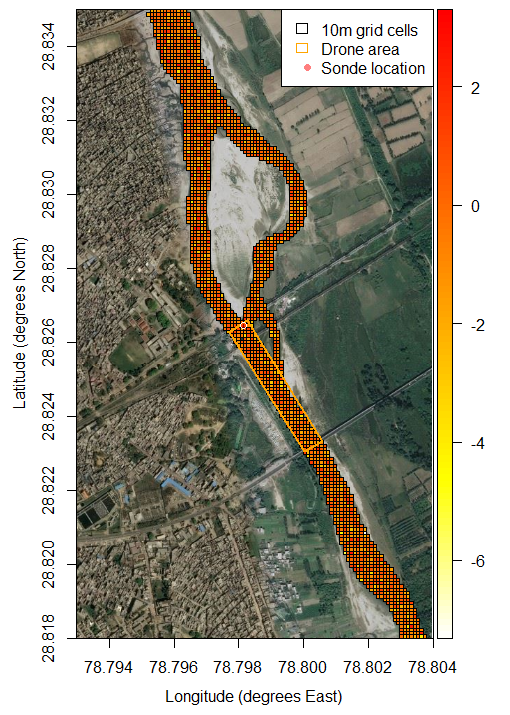 10m grid cells
Drone area
Sonde location
28.834
28.832
28.830
28.828
28.826
28.824
28.822
28.820
28.818
Latitude (degrees North)
78.794 78.796 78.798 78.800 78.802 78.804
Longitude (degrees East)
2
0
-2
-4
-6